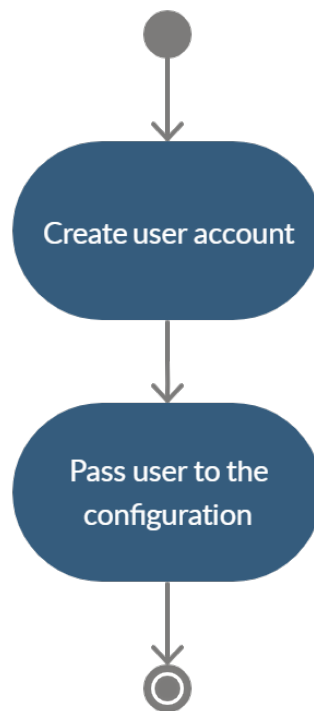 Create user account
Pass user to the
configuration